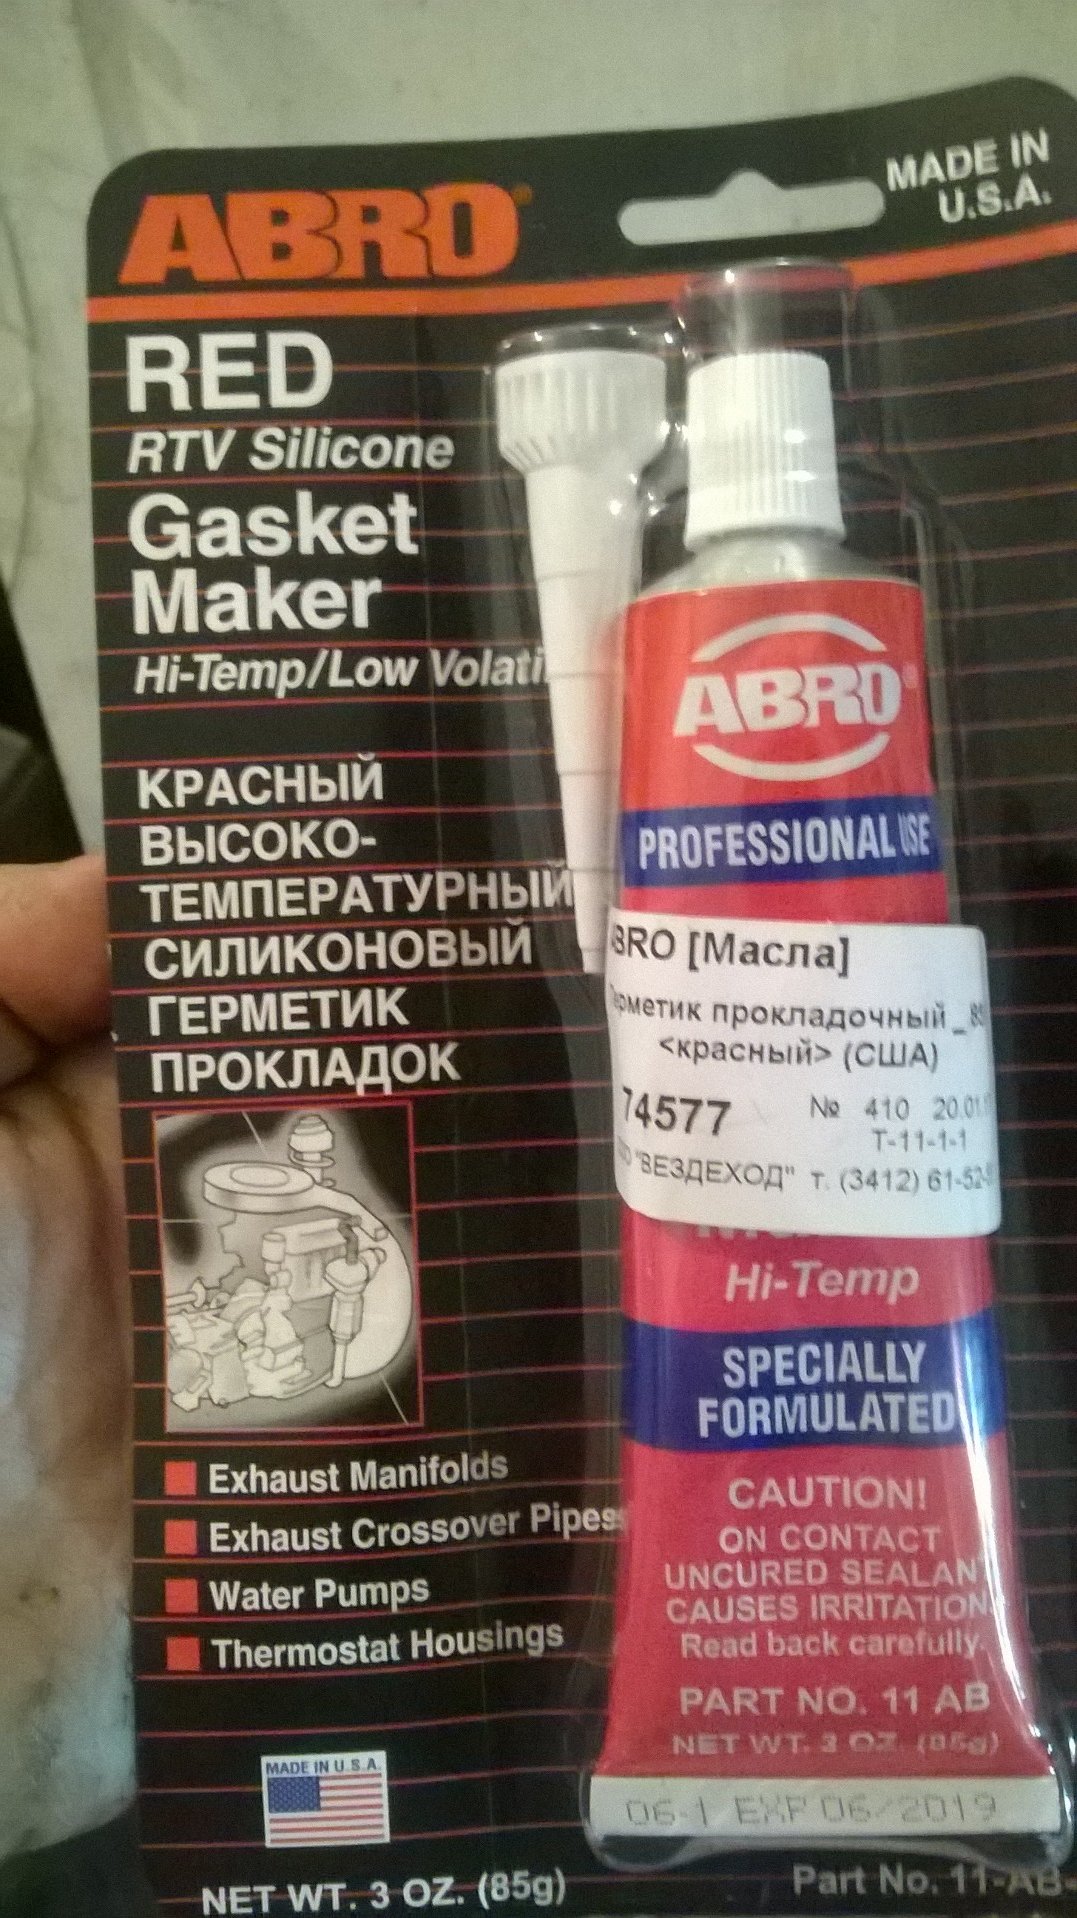 MADE IN
U.S.A.
ABRO
RED
RTV Silicone
Gasket
Maker
Hi-Temp/Low
КРАСНЫЙ
ВЫСОКО-
ТЕМПЕРАТУРНЫЙ
СИЛИКОНОВЫЙ
ГЕРМЕТИК
ПРОКЛАДОК
Exhaust Manifolds
Exhaust Crossover Pipes
Water Pumps
Thermostat Housings
MADE IN U.S.A.
NET WT. 3 OZ. (85g)
ABRO
PROFESSIONAL USE
ABRO [Масла]
Герметик прокладочный
<красный> (США)
74577 № 410
Т-11-1-1
"ВЕЗДЕХОД" т. (3412)
Hi-Temp
SPECIALLY
FORMULATED
CAUTION!
ON CONTACT
UNCURED SEALANT
CAUSES IRRITATION
Read back carefully.
PART NO. 11 AB
NET WT. 3 OZ. (85g)
06-1 EXP 06/2019
Part No. 11-AB-